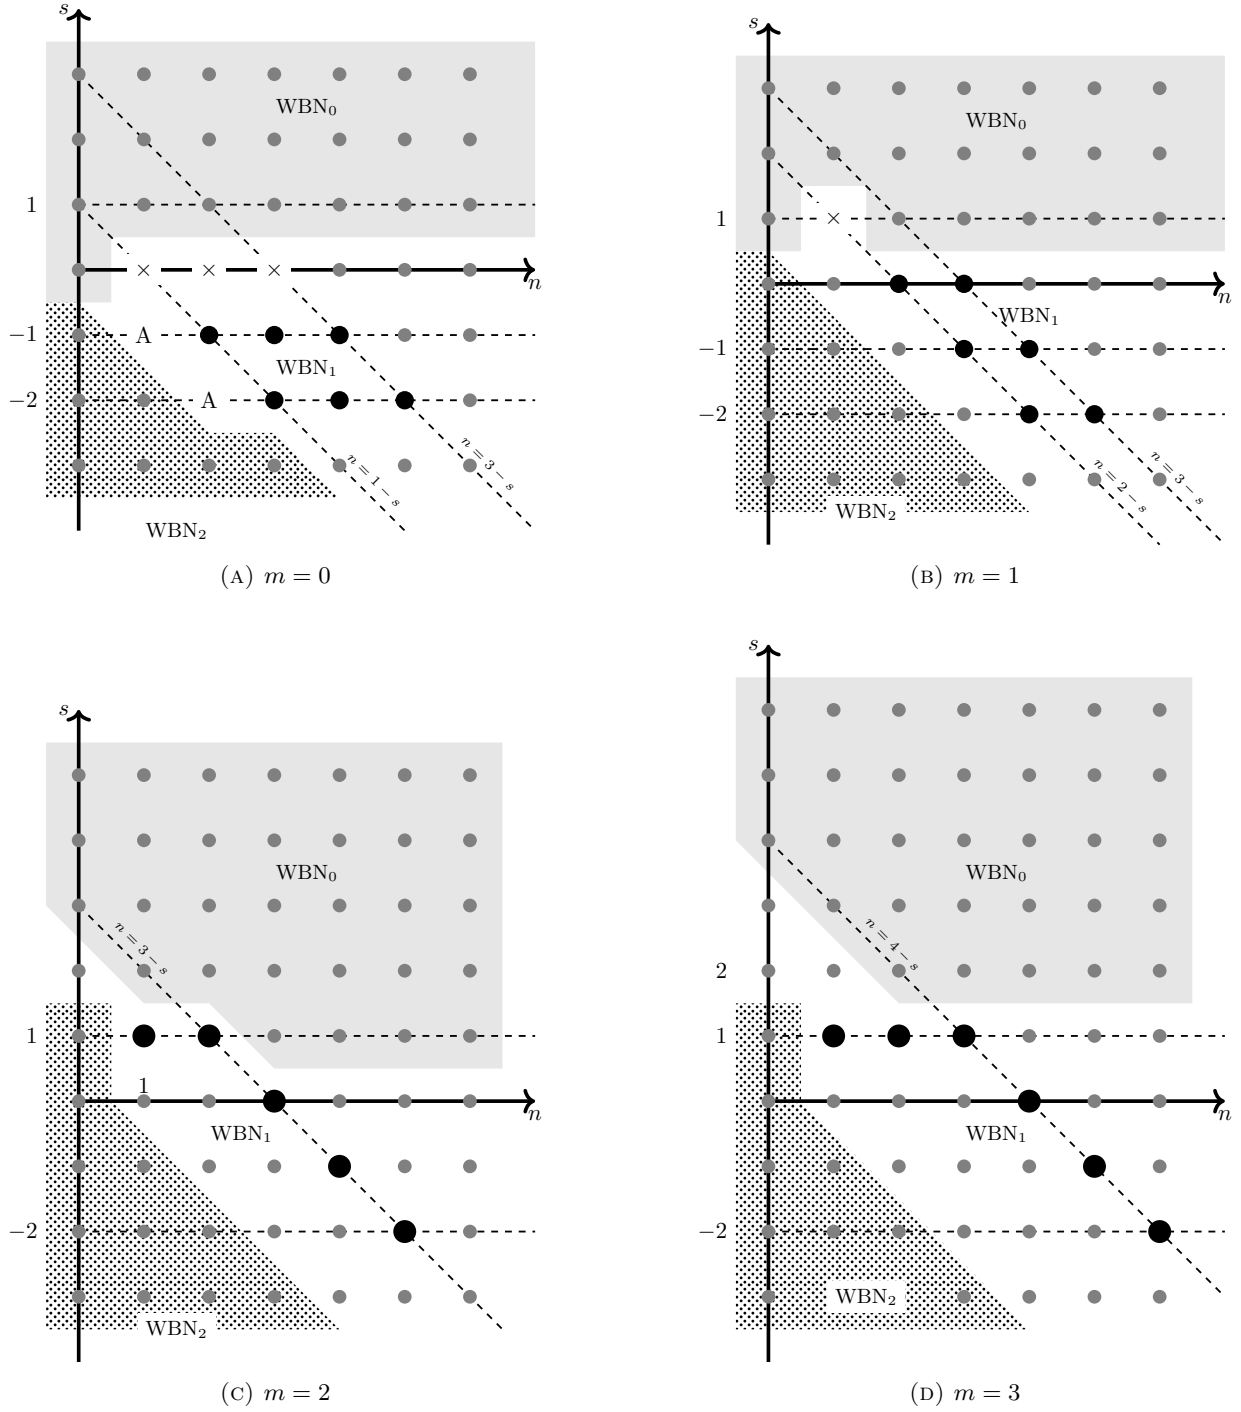 s
WBN₀
1
n
−1
A
WBN₁
−2
A
n = 3 − s
n = 1 − s
WBN₂
(A) m = 0
s
WBN₀
1
n
WBN₁
−1
−2
n = 3 − s
n = 2 − s
WBN₂
(B) m = 1
s
WBN₀
n = 3 − s
1
1
n
WBN₁
−2
WBN₂
(C) m = 2
s
WBN₀
n = 4 − s
2
1
n
WBN₁
−2
WBN₂
(D) m = 3